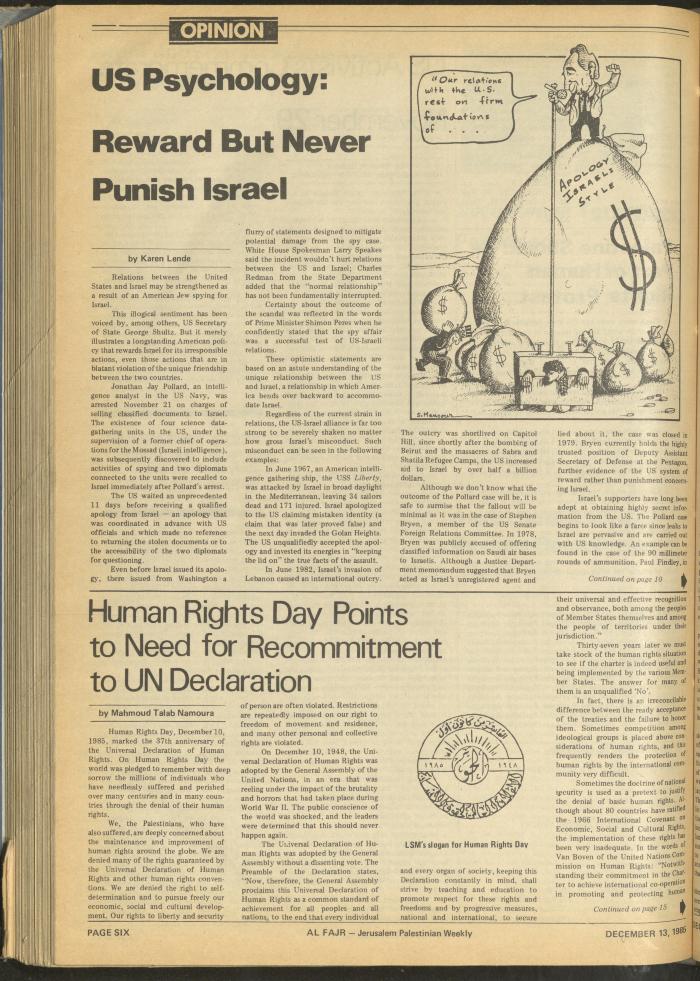 OPINION
US Psychology:
Reward But Never
Punish Israel
by Karen Lende
Relations between the United
States and Israel may be strengthened as
a result of an American Jew spying for
Israel.
This illogical sentiment has been
voiced by, among others, US Secretary
of State George Shultz. But it merely
illustrates a longstanding American poli-
cy that rewards Israel for its irresponsible
actions, even those actions that are in
blatant violation of the unique friendship
between the two countries.
Jonathan Jay Pollard, an intelli-
gence analyst in the US Navy, was
arrested November 21 on charges of
selling classified documents to Israel.
The existence of four science data-
gathering units in the US, under the
supervision of a former chief of opera-
tions for the Mossad (Israeli intelligence),
was subsequently discovered to include
activities of spying and two diplomats
connected to the units were recalled to
Israel immediately after Pollard's arrest.
The US waited an unprecedented
11 days before receiving a qualified
apology from Israel — an apology that
was coordinated in advance with US
officials and which made no reference
to returning the stolen documents or to
the accessibility of the two diplomats
for questioning.
Even before Israel issued its apolo-
gy, there issued from Washington a
flurry of statements designed to mitigate
potential damage from the spy case.
White House Spokesman Larry Speakes
said the incident wouldn't hurt relations
between the US and Israel; Charles
Redman from the State Department
added that the "normal relationship"
has not been fundamentally interrupted.
Certainty about the outcome of
the scandal was reflected in the words
of Prime Minister Shimon Peres when he
confidently stated that the spy affair
was a successful test of US-Israeli
relations.
These optimistic statements are
based on an astute understanding of the
unique relationship between the US
and Israel, a relationship in which Amer-
ica bends over backward to accommo-
date Israel.
Regardless of the current strain in
relations, the US-Israel alliance is far too
strong to be severely shaken no matter
how gross Israel's misconduct. Such
misconduct can be seen in the following
examples:
In June 1967, an American intelli-
gence gathering ship, the USS Liberty,
was attacked by Israel in broad daylight
in the Mediterranean, leaving 34 sailors
dead and 171 injured. Israel apologized
to the US claiming mistaken identity (a
claim that was later proved false) and
the next day invaded the Golan Heights.
The US unqualifiedly accepted the apol-
ogy and invested its energies in "keeping
the lid on" the true facts of the assault.
In June 1982, Israel's invasion of
Lebanon caused an international outcry.
"Our relations
with the U.S.
rest on firm
foundations
of . . .
APOLOGY
ISRAELI
STYLE
$
$
$
$
$
$
$
S. Mansour
The outcry was shortlived on Capitol
Hill, since shortly after the bombing of
Beirut and the massacres of Sabra and
Shatila Refugee Camps, the US increased
aid to Israel by over half a billion
dollars.
Although we don't know what the
outcome of the Pollard case will be, it is
safe to surmise that the fallout will be
minimal as it was in the case of Stephen
Bryen, a member of the US Senate
Foreign Relations Committee. In 1978,
Bryen was publicly accused of offering
classified information on Saudi air bases
to Israelis. Although a Justice Depart-
ment memorandum suggested that Bryen
acted as Israel's unregistered agent and
lied about it, the case was closed in
1979. Bryen currently holds the highly
trusted position of Deputy Assistant
Secretary of Defense at the Pentagon,
further evidence of the US system of
reward rather than punishment concern-
ing Israel.
Israel's supporters have long been
adept at obtaining highly secret infor-
mation from the US. The Pollard case
begins to look like a farce since leaks to
Israel are pervasive and are carried out
with US knowledge. An example can be
found in the case of the 90 millimeter
rounds of ammunition. Paul Findley, a
Continued on page 10
Human Rights Day Points
to Need for Recommitment
to UN Declaration
by Mahmoud Talab Namoura
Human Rights Day, December 10,
1985, marked the 37th anniversary of
the Universal Declaration of Human
Rights. On Human Rights Day the
world was pledged to remember with deep
sorrow the millions of individuals who
have needlessly suffered and perished
over many centuries and in many coun-
tries through the denial of their human
rights.
We, the Palestinians, who have
also suffered, are deeply concerned about
the maintenance and improvement of
human rights around the globe. We are
denied many of the rights guaranteed by
the Universal Declaration of Human
Rights and other human rights conven-
tions. We are denied the right to self-
determination and to pursue freely our
economic, social and cultural develop-
ment. Our rights to liberty and security
of person are often violated. Restrictions
are repeatedly imposed on our right to
freedom of movement and residence,
and many other personal and collective
rights are violated.
On December 10, 1948, the Uni-
versal Declaration of Human Rights was
adopted by the General Assembly of the
United Nations, in an era that was
reeling under the impact of the brutality
and horrors that had taken place during
World War II. The public conscience of
the world was shocked, and the leaders
were determined that this should never
happen again.
The Universal Declaration of Hu-
man Rights was adopted by the General
Assembly without a dissenting vote. The
Preamble of the Declaration states,
"Now, therefore, the General Assembly
proclaims this Universal Declaration of
Human Rights as a common standard of
achievement for all peoples and all
nations, to the end that every individual
١٩٨٥
١٩٤٨
LSM's slogan for Human Rights Day
and every organ of society, keeping this
Declaration constantly in mind, shall
strive by teaching and education to
promote respect for these rights and
freedoms and by progressive measures,
national and international, to secure
their universal and effective recognition
and observance, both among the peoples
of Member States themselves and among
the people of territories under their
jurisdiction."
Thirty-seven years later we must
take stock of the human rights situation
to see if the charter is indeed useful and
being implemented by the various Mem-
ber States. The answer for many of
them is an unqualified 'No'.
In fact, there is an irreconcilable
difference between the ready acceptance
of the treaties and the failure to honor
them. Sometimes competition among
ideological groups is placed above con-
siderations of human rights, and this
frequently renders the protection of
human rights by the international com-
munity very difficult.
Sometimes the doctrine of national
security is used as a pretext to justify
the denial of basic human rights. Al-
though about 80 countries have ratified
the 1966 International Covenant on
Economic, Social and Cultural Rights,
the implementation of these rights has
been very inadequate. In the words of
Van Boven of the United Nations Com-
mission on Human Rights: "Notwith-
standing their commitment in the Char-
ter to achieve international co-operation
in promoting and protecting human
Continued on page 15
PAGE SIX
AL FAJR — Jerusalem Palestinian Weekly
DECEMBER 13, 1985